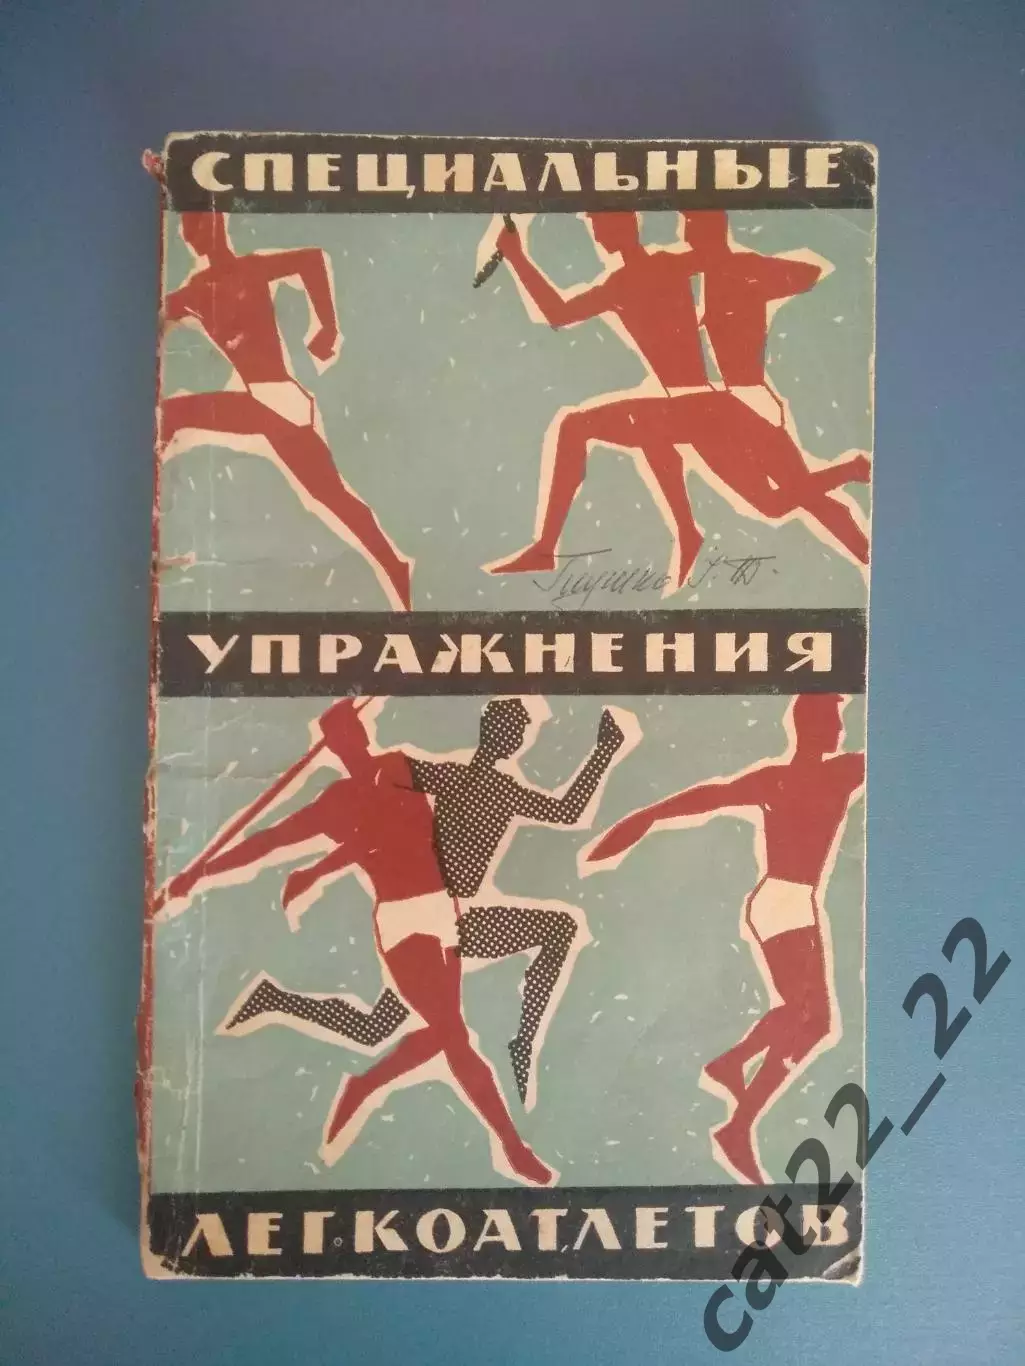 СПЕЦИАЛЬНЫЕ
УПРАЖНЕНИЯ
ЛЕГКОАТЛЕТОВ
cat22_22